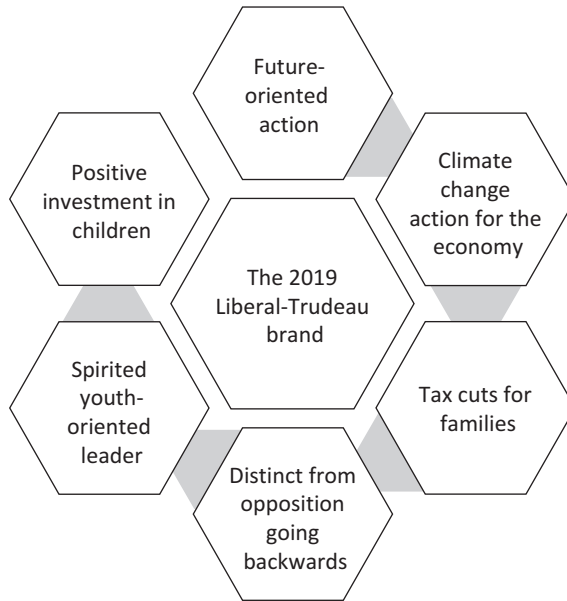 Future-
oriented
action
Climate
change
action for the
economy
Tax cuts for
families
Distinct from
opposition
going
backwards
Spirited
youth-
oriented
leader
Positive
investment in
children
The 2019
Liberal-Trudeau
brand